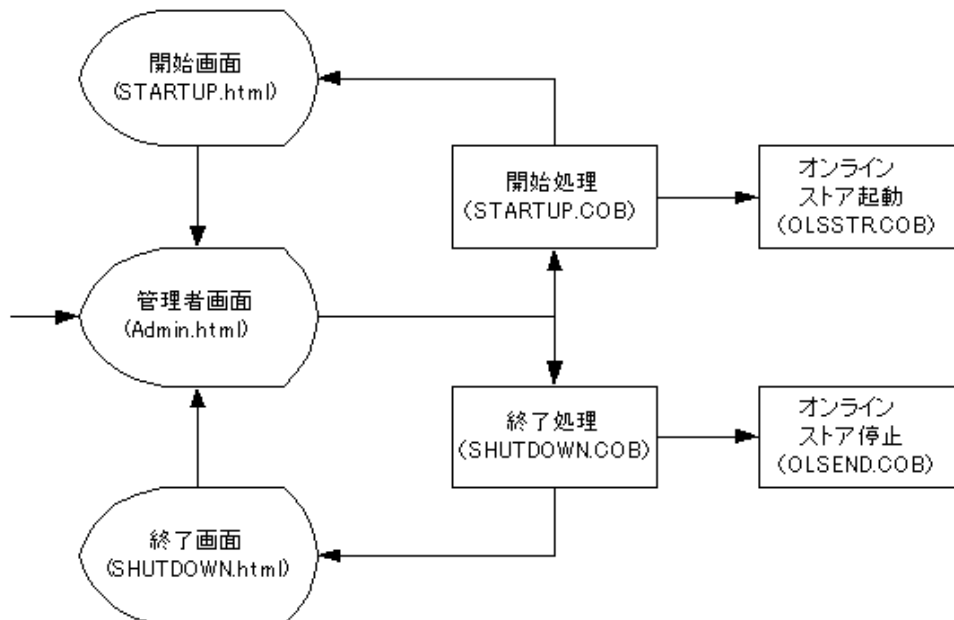 開始画面
(STARTUP.html)
開始処理
(STARTUP.COB)
オンライン
ストア起動
(OLSSTR.COB)
管理者画面
(Admin.html)
終了処理
(SHUTDOWN.COB)
オンライン
ストア停止
(OLSEND.COB)
終了画面
(SHUTDOWN.html)